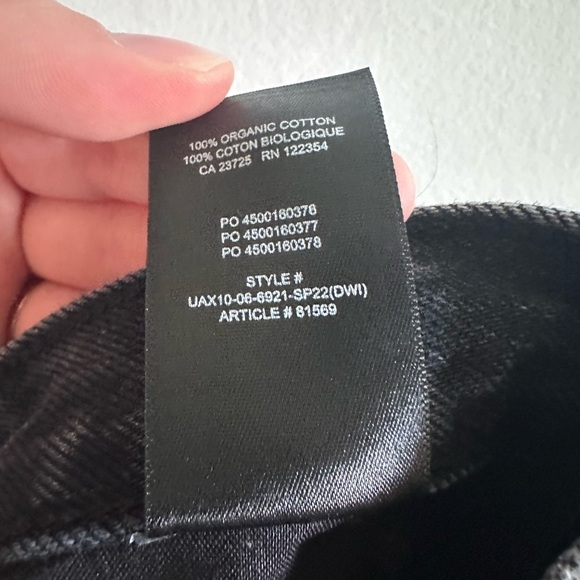 100% ORGANIC COTTON
100% COTON BIOLOGIQUE
CA 23725 RN 122354
PO 4500160376
PO 4500160377
PO 4500160378
STYLE #
UAX10-06-6921-SP22(DWI)
ARTICLE # 81569